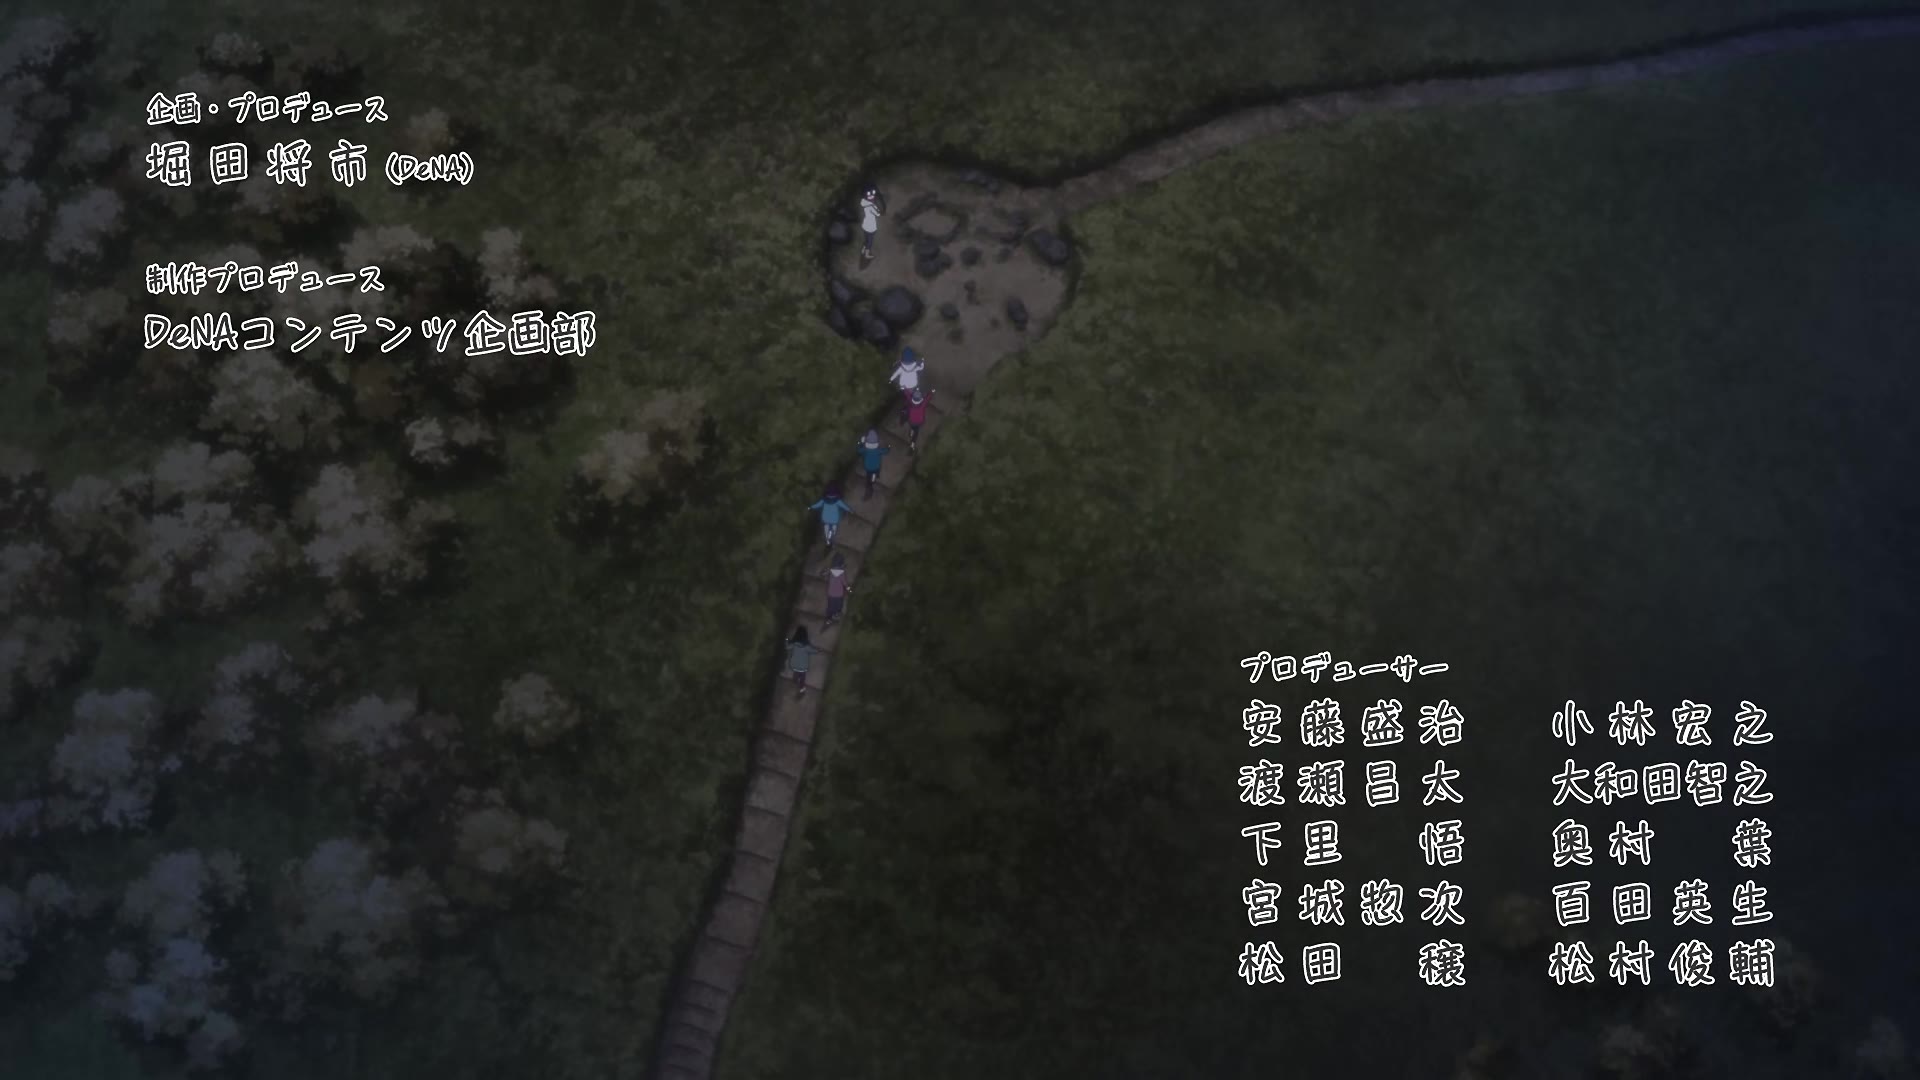 企画・プロデュース
堀田将市(DeNA)
制作プロデュース
DeNAコンテンツ企画部
プロデューサー
安藤盛治 小林宏之
渡瀬昌太 大和田智之
下里悟 奥村葉
宮城惣次 百田英生
松田穣 松村俊輔